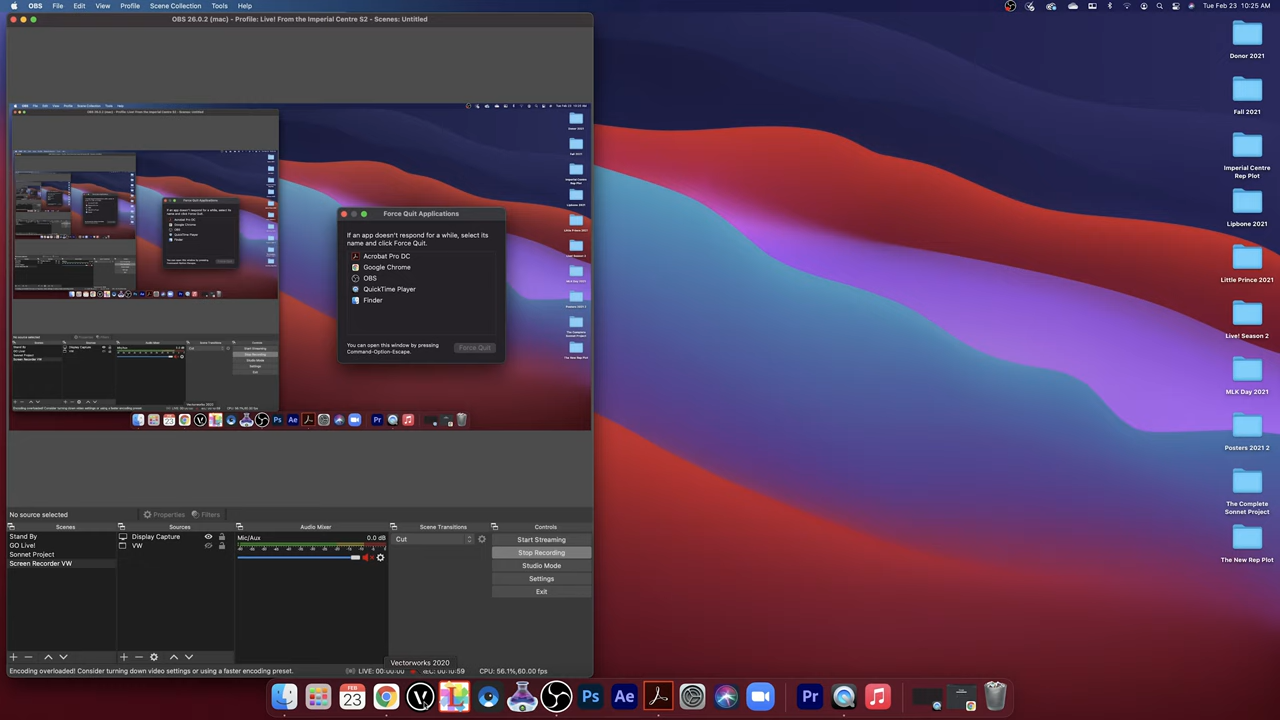 OBS File Edit View Profile Scene Collection Tools Help
Tue Feb 23 10:25 AM
OBS 26.0.2 (mac) - Profile: Live! From the Imperial Centre S2 - Scenes: Untitled
Force Quit Applications
If an app doesn't respond for a while, select its
name and click Force Quit.
Acrobat Pro DC
Google Chrome
OBS
QuickTime Player
Finder
You can open this window by pressing
Command-Option-Escape.
Force Quit
Donor 2021
Fall 2021
Imperial Centre
Rep Plot
Lipbone 2021
Little Prince 2021
Live! Season 2
MLK Day 2021
Posters 2021 2
The Complete
Sonnet Project
The New Rep Plot
No source selected
Properties
Filters
Scenes
Stand By
GO Live!
Sonnet Project
Screen Recorder VW
Sources
Display Capture
VW
Audio Mixer
Mic/Aux 0.0 dB
Scene Transitions
Cut
Controls
Start Streaming
Stop Recording
Studio Mode
Settings
Exit
Vectorworks 2020
Encoding overloaded! Consider turning down video settings or using a faster encoding preset.
LIVE: 00:00:00
REC: 00:10:59
CPU: 56.1%, 60.00 fps
FEB
23
Ps
Ae
Pr